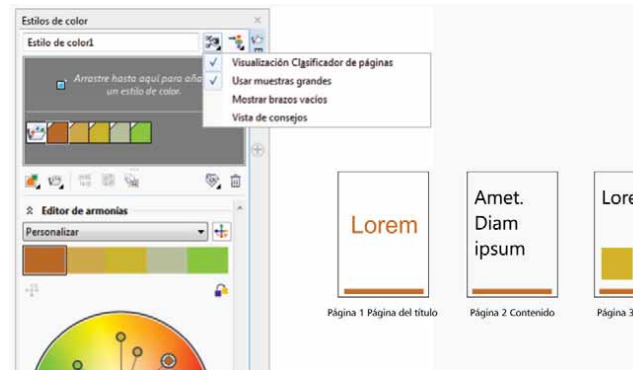 Estilos de color
Estilo de color1
Visualización Clasificador de páginas
Usar muestras grandes
Mostrar brazos vacíos
Vista de consejos
Arrastre hasta aquí para aña
un estilo de color.
Editor de armonías
Personalizar
Lorem
Amet.
Diam
ipsum
Lore
Página 1 Página del título
Página 2 Contenido
Página 3